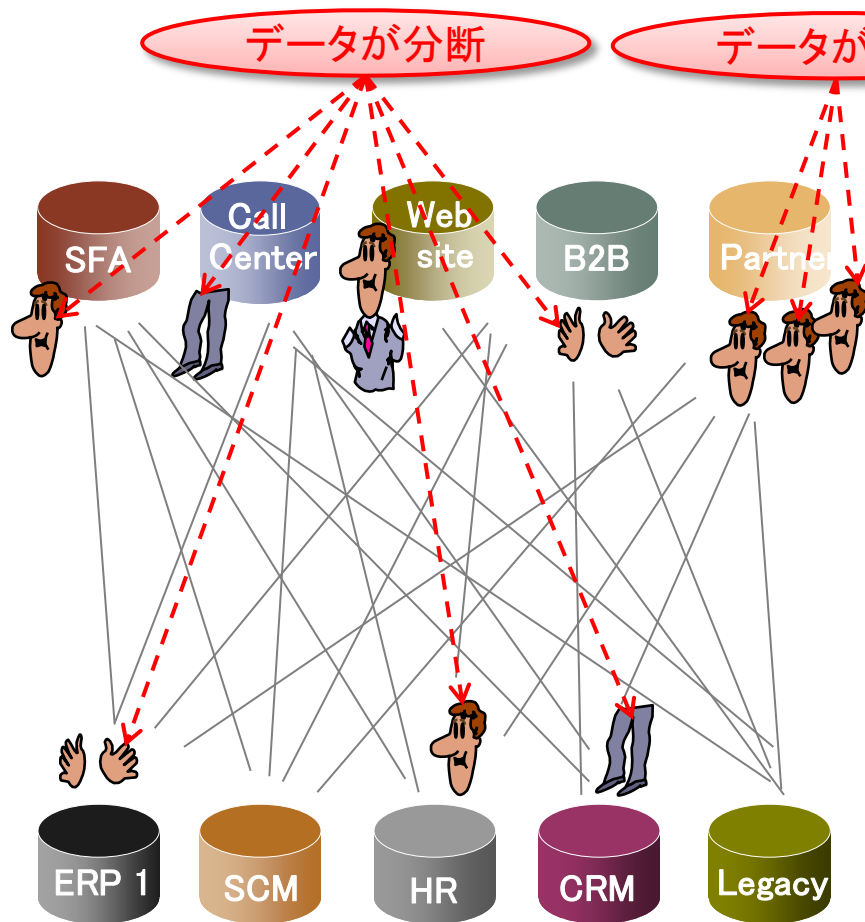 データが分断
データが
SFA
Call
Center
Web
site
B2B
Partner
ERP 1
SCM
HR
CRM
Legacy